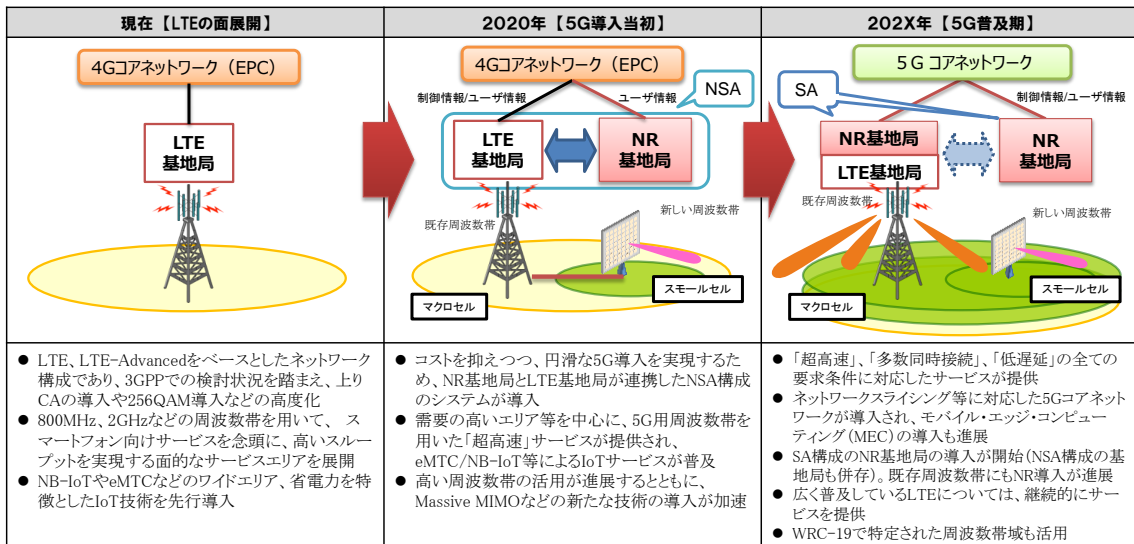 現在 【LTEの面展開】
4Gコアネットワーク（EPC）
LTE
基地局
● LTE、LTE-Advancedをベースとしたネットワーク
構成であり、3GPPでの検討状況を踏まえ、上り
CAの導入や256QAM導入などの高度化
● 800MHz、2GHzなどの周波数帯を用いて、 ス
マートフォン向けサービスを念頭に、高いスルー
プットを実現する面的なサービスエリアを展開
● NB-IoTやeMTCなどのワイドエリア、省電力を特
徴としたIoT技術を先行導入
2020年 【5G導入当初】
4Gコアネットワーク（EPC）
制御情報/ユーザ情報
ユーザ情報
NSA
LTE
基地局
NR
基地局
既存周波数帯
新しい周波数帯
スモールセル
マクロセル
● コストを抑えつつ、円滑な5G導入を実現するた
め、NR基地局とLTE基地局が連携したNSA構成
のシステムが導入
● 需要の高いエリア等を中心に、5G用周波数帯を
用いた「超高速」サービスが提供され、
eMTC/NB-IoT等によるIoTサービスが普及
● 高い周波数帯の活用が進展するとともに、
Massive MIMOなどの新たな技術の導入が加速
202X年 【5G普及期】
５G コアネットワーク
SA
制御情報/ユーザ情報
NR基地局
LTE基地局
NR
基地局
既存周波数帯
新しい周波数帯
スモールセル
マクロセル
● 「超高速」、「多数同時接続」、「低遅延」の全ての
要求条件に対応したサービスが提供
● ネットワークスライシング等に対応した5Gコアネット
ワークが導入され、モバイル・エッジ・コンピュー
ティング（MEC）の導入も進展
● SA構成のNR基地局の導入が開始（NSA構成の基
地局も併存）。既存周波数帯にもNR導入が進展
● 広く普及しているLTEについては、継続的にサー
ビスを提供
● WRC-19で特定された周波数帯域も活用